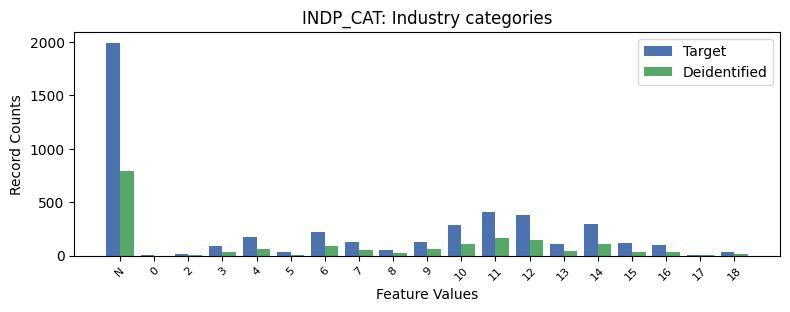 INDP_CAT: Industry categories
Target
Deidentified
Record Counts
2000
1500
1000
500
0
N 0 2 3 4 5 6 7 8 9 10 11 12 13 14 15 16 17 18
Feature Values